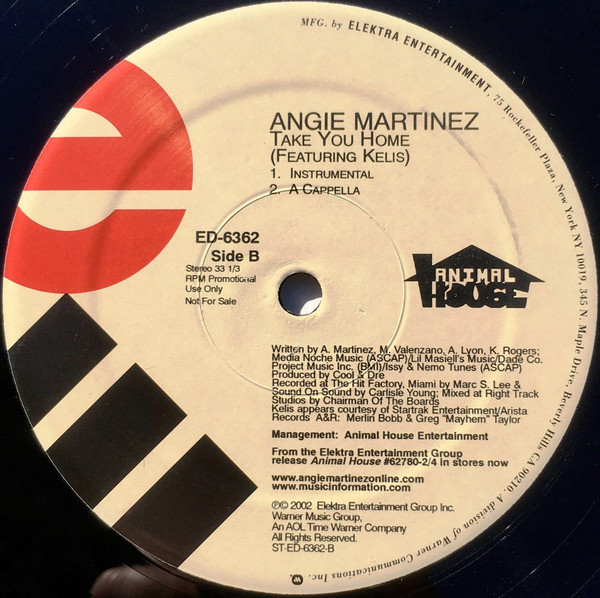 MFG. by ELEKTRA ENTERTAINMENT, 75 Rockefeller Plaza, New York NY 10019, 345 N. Maple Drive, Beverly Hills CA 90210. A division of Warner Communications Inc.
e
ANGIE MARTINEZ
TAKE YOU HOME
(FEATURING KELIS)
1. INSTRUMENTAL
2. A CAPPELLA
ED-6362
Side B
Stereo 33 1/3
RPM Promotional
Use Only
Not For Sale
ANIMAL
HOUSE
Written by A. Martinez, M. Valenzano, A. Lyon, K. Rogers;
Media Noche Music (ASCAP)/Lil Masiell's Music/Dade Co.
Project Music Inc. (BMI)/Issy & Nemo Tunes (ASCAP)
Produced by Cool & Dre
Recorded at The Hit Factory, Miami by Marc S. Lee &
Sound On Sound by Carlisle Young; Mixed at Right Track
Studios by Chairman Of The Boards
Kelis appears courtesy of Startrak Entertainment/Arista
Records A&R: Merlin Bobb & Greg "Mayhem" Taylor
Management: Animal House Entertainment
From the Elektra Entertainment Group
release Animal House #62780-2/4 in stores now
www.angiemartinezonline.com
www.musicinformation.com
℗© 2002 Elektra Entertainment Group Inc.
Warner Music Group,
An AOL Time Warner Company
All Rights Reserved.
ST-ED-6362-B